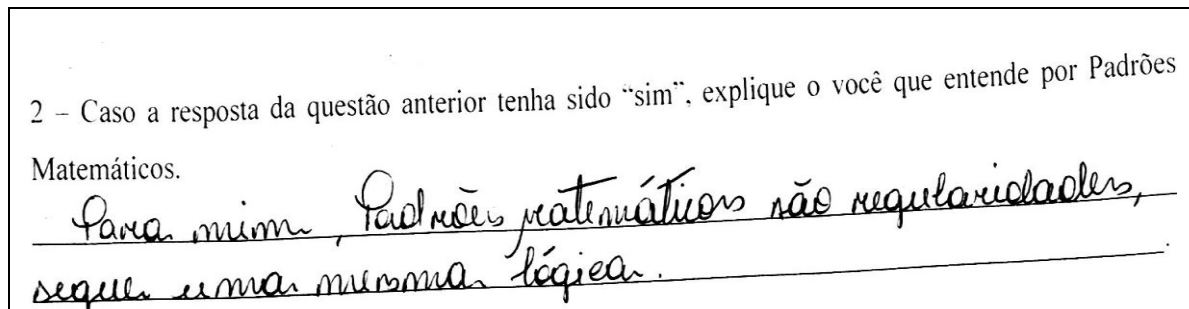 2 – Caso a resposta da questão anterior tenha sido “sim”, explique o você que entende por Padrões
Matemáticos.
Para mim, Padrões matemáticos são regularidades,
segue uma mesma lógica.